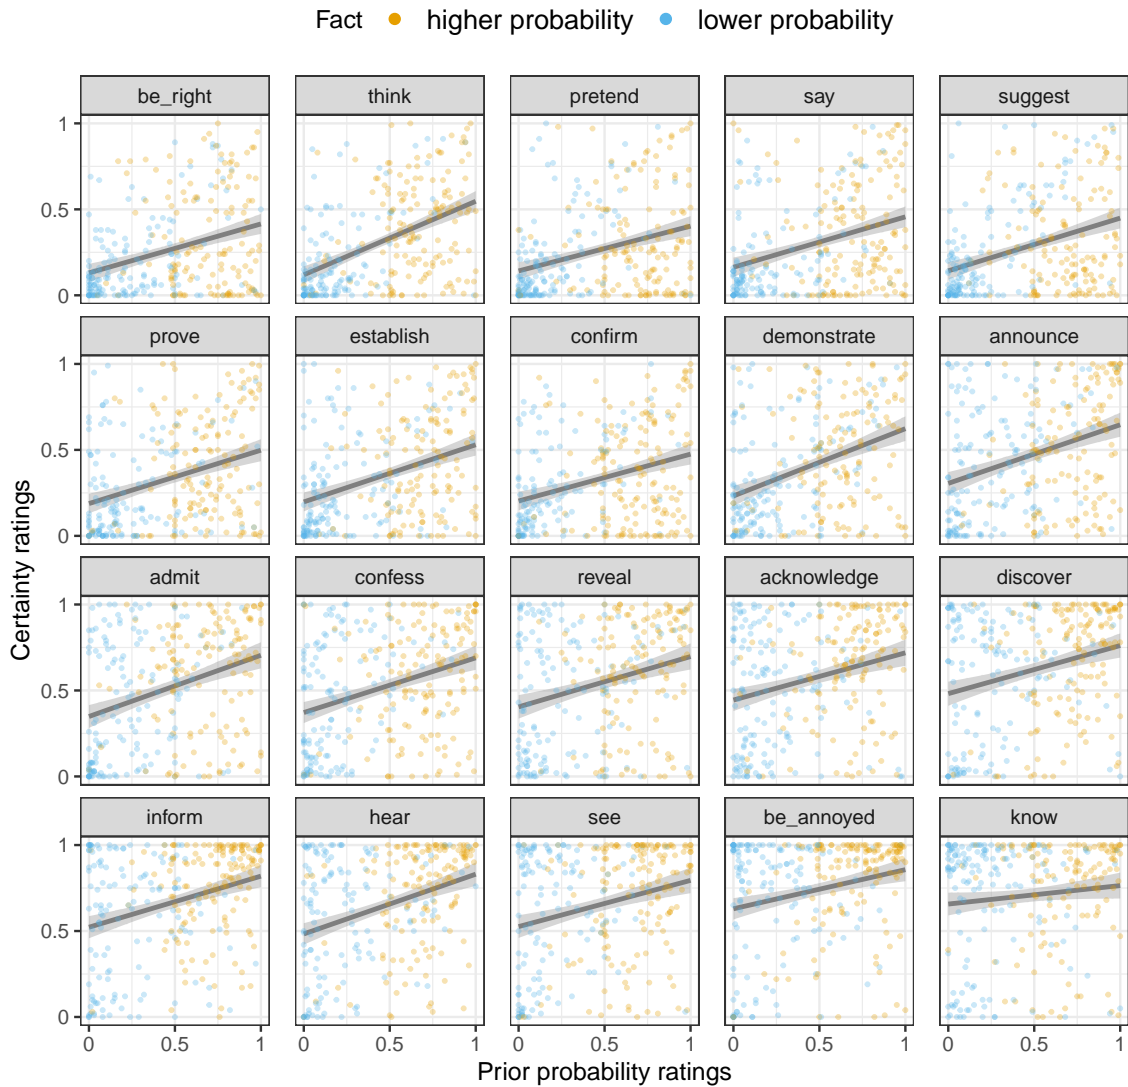 Fact higher probability lower probability
be_right think pretend say suggest
1
0.5
0
prove establish confirm demonstrate announce
1
0.5
0
admit confess reveal acknowledge discover
1
0.5
0
inform hear see be_annoyed know
1
0.5
0
0 0.5 1 0 0.5 1 0 0.5 1 0 0.5 1 0 0.5 1
Prior probability ratings
Certainty ratings